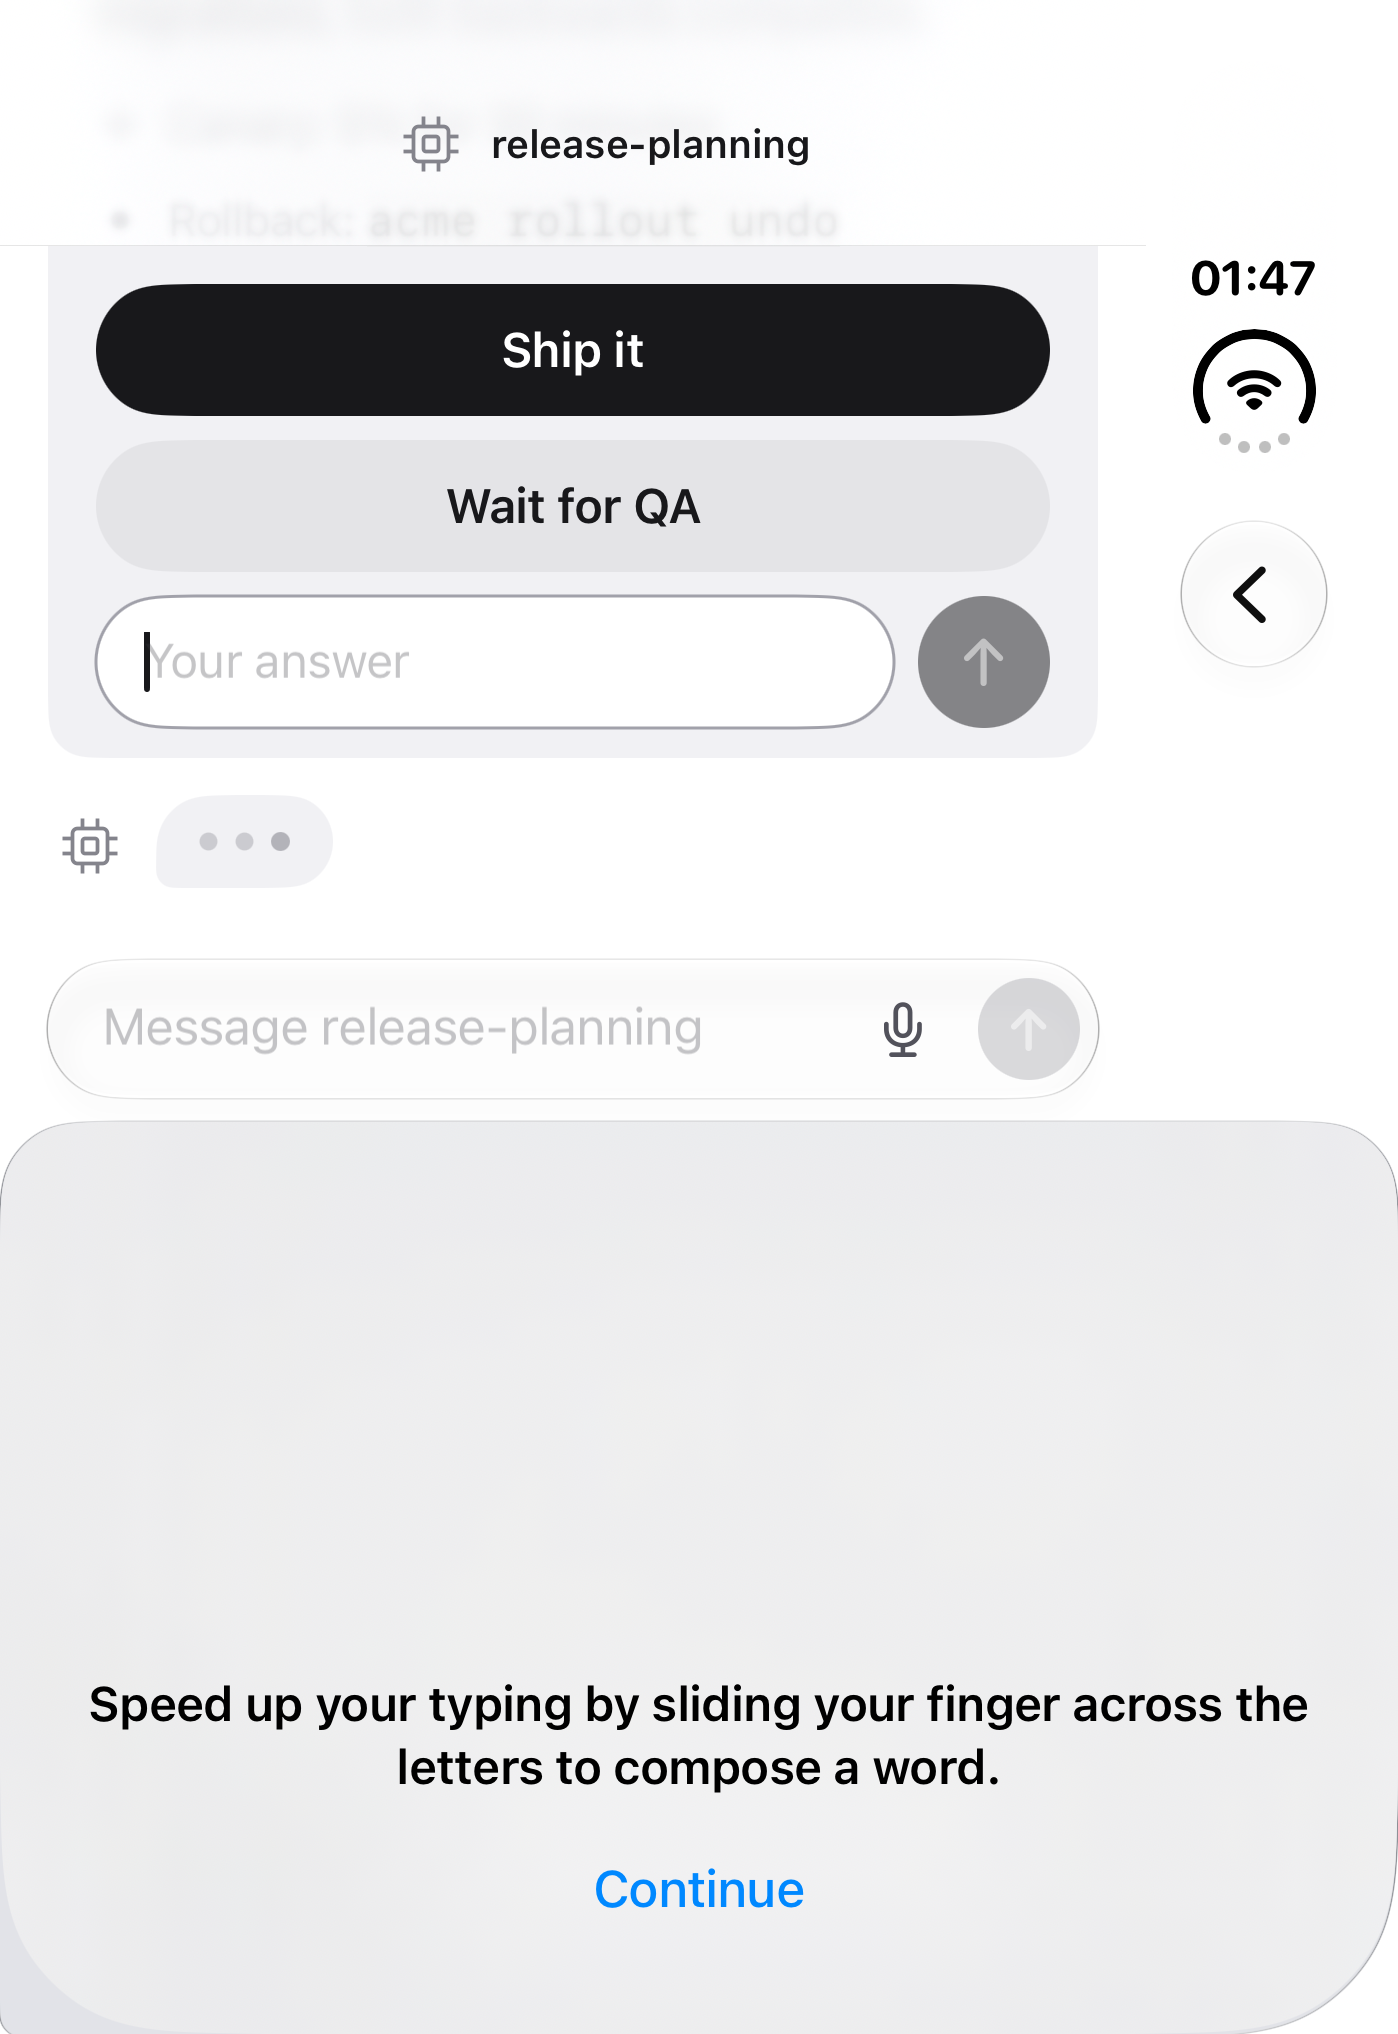 release-planning
• Rollback: acme rollout undo
01:47
Ship it
Wait for QA
Your answer
Message release-planning
Speed up your typing by sliding your finger across the
letters to compose a word.
Continue